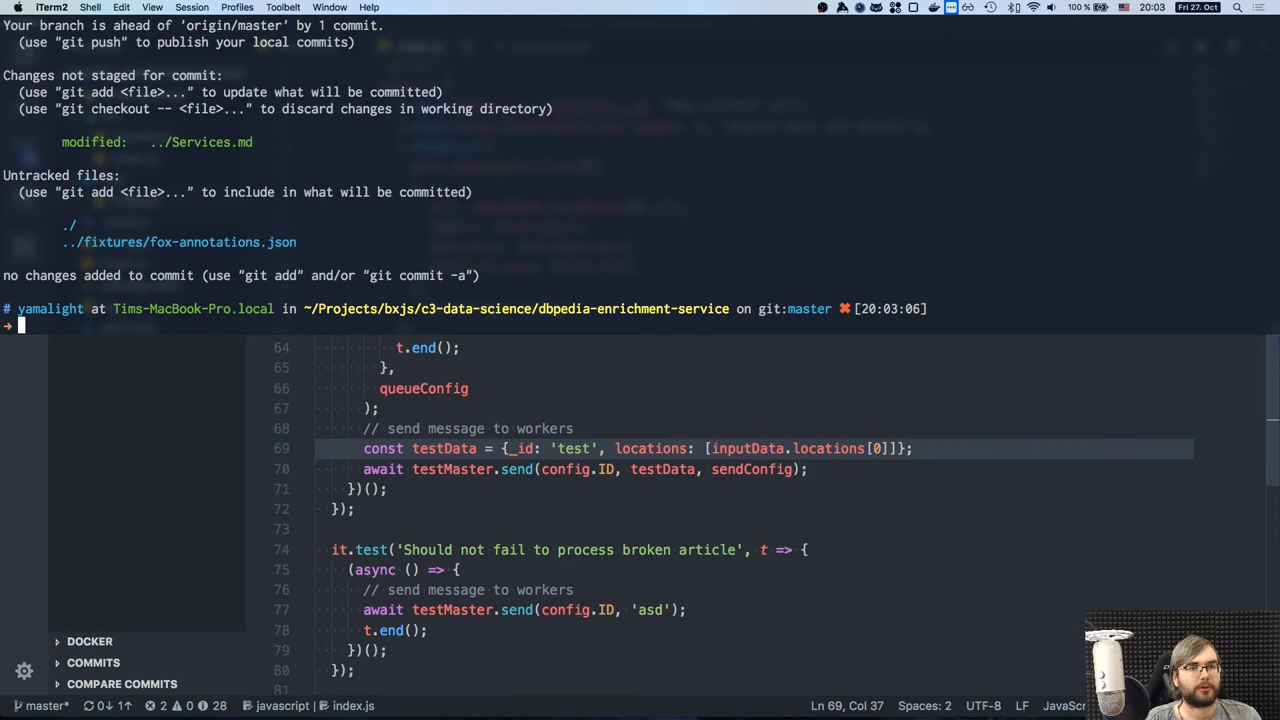 iTerm2 Shell Edit View Session Profiles Toolbelt Window Help 100 % 20:03 Fri 27. Oct
Your branch is ahead of 'origin/master' by 1 commit.
(use "git push" to publish your local commits)
Changes not staged for commit:
(use "git add <file>..." to update what will be committed)
(use "git checkout -- <file>..." to discard changes in working directory)
modified: ../Services.md
Untracked files:
(use "git add <file>..." to include in what will be committed)
./
../fixtures/fox-annotations.json
no changes added to commit (use "git add" and/or "git commit -a")
# yamalight at Tims-MacBook-Pro.local in ~/Projects/bxjs/c3-data-science/dbpedia-enrichment-service on git:master ✖ [20:03:06]
➜
64 t.end();
65 },
66 queueConfig
67 );
68 // send message to workers
69 const testData = {_id: 'test', locations: [inputData.locations[0]]};
70 await testMaster.send(config.ID, testData, sendConfig);
71 })();
72 });
73
74 it.test('Should not fail to process broken article', t => {
75 (async () => {
76 // send message to workers
77 await testMaster.send(config.ID, 'asd');
78 t.end();
79 })();
80 });
81
DOCKER
COMMITS
COMPARE COMMITS
master* 0↓ 1↑ 2 0 28 javascript | index.js Ln 69, Col 37 Spaces: 2 UTF-8 LF